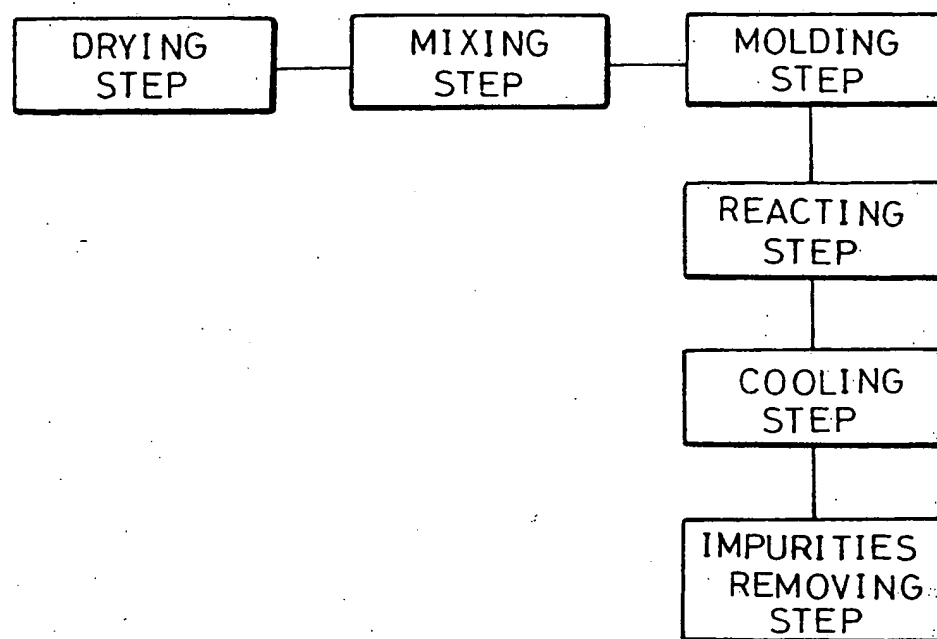 DRYING
STEP
MIXING
STEP
MOLDING
STEP
REACTING
STEP
COOLING
STEP
IMPURITIES
REMOVING
STEP